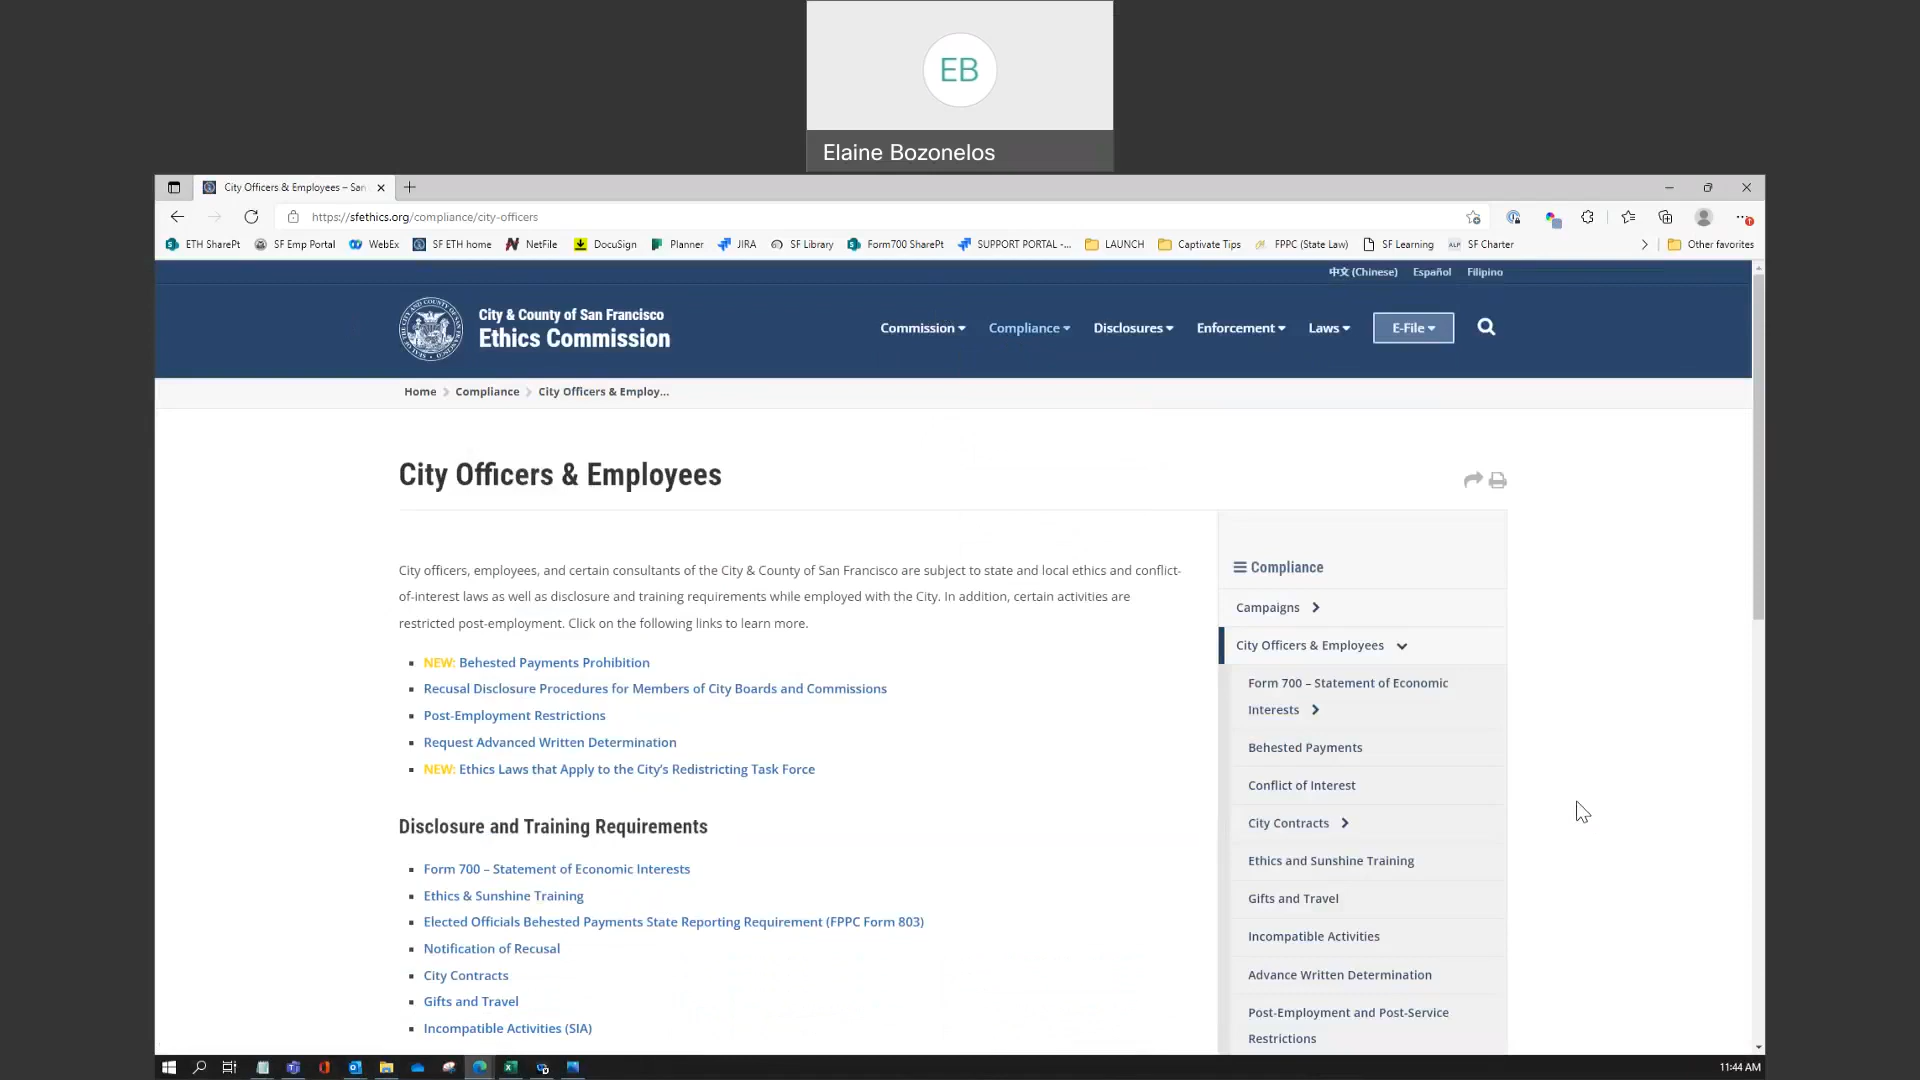 EB
Elaine Bozonelos
City Officers & Employees – San
https://sfethics.org/compliance/city-officers
ETH SharePt SF Emp Portal WebEx SF ETH home NetFile DocuSign Planner JIRA SF Library Form700 SharePt SUPPORT PORTAL -... LAUNCH Captivate Tips FPPC (State Law) SF Learning ALP SF Charter Other favorites
中文 (Chinese) Español Filipino
City & County of San Francisco
Ethics Commission
Commission Compliance Disclosures Enforcement Laws E-File
Home Compliance City Officers & Employ...
City Officers & Employees
City officers, employees, and certain consultants of the City & County of San Francisco are subject to state and local ethics and conflict-
of-interest laws as well as disclosure and training requirements while employed with the City. In addition, certain activities are
restricted post-employment. Click on the following links to learn more.
NEW: Behested Payments Prohibition
Recusal Disclosure Procedures for Members of City Boards and Commissions
Post-Employment Restrictions
Request Advanced Written Determination
NEW: Ethics Laws that Apply to the City's Redistricting Task Force
Disclosure and Training Requirements
Form 700 – Statement of Economic Interests
Ethics & Sunshine Training
Elected Officials Behested Payments State Reporting Requirement (FPPC Form 803)
Notification of Recusal
City Contracts
Gifts and Travel
Incompatible Activities (SIA)
Compliance
Campaigns
City Officers & Employees
Form 700 – Statement of Economic
Interests
Behested Payments
Conflict of Interest
City Contracts
Ethics and Sunshine Training
Gifts and Travel
Incompatible Activities
Advance Written Determination
Post-Employment and Post-Service
Restrictions
11:44 AM